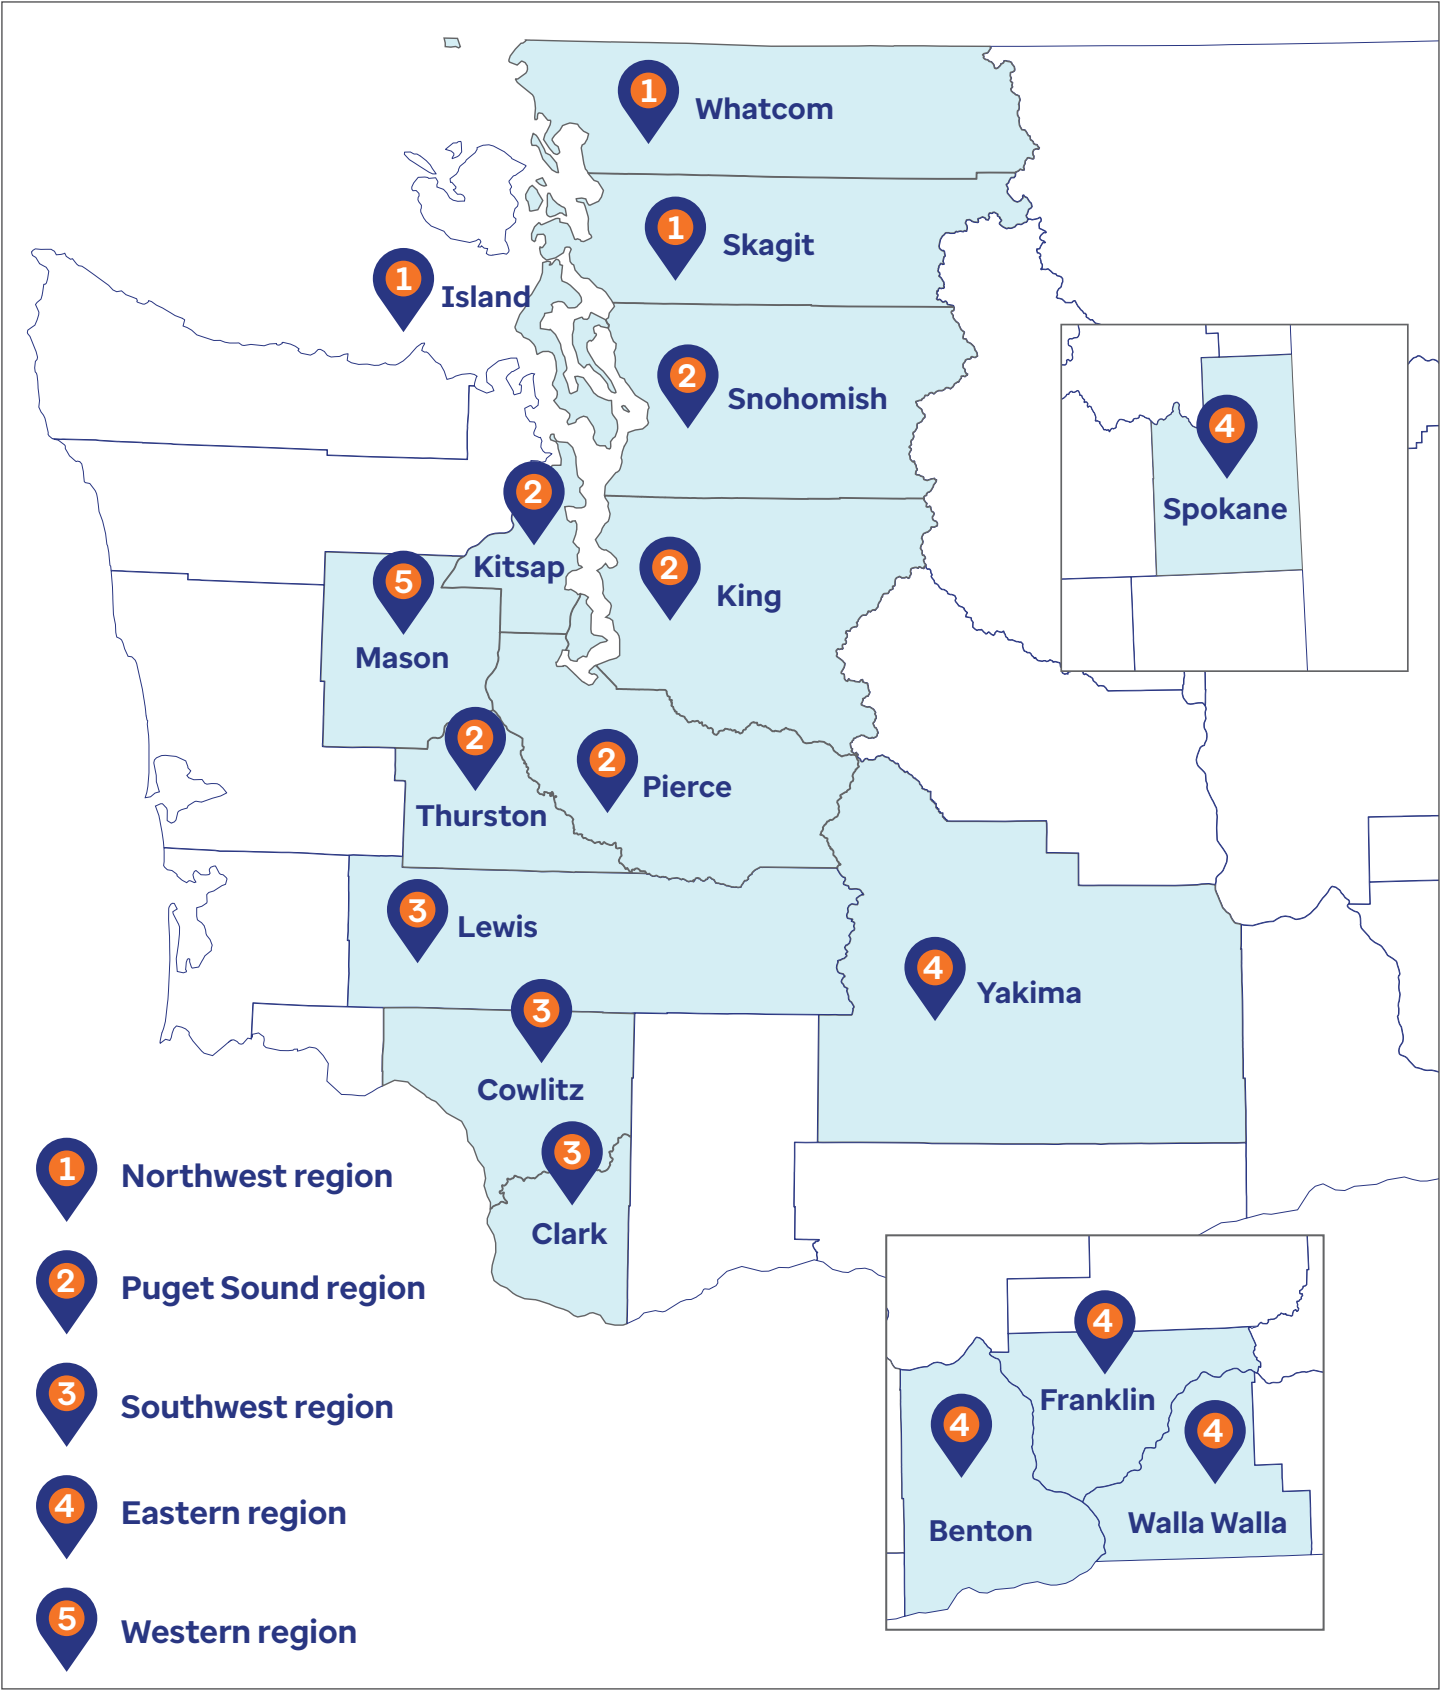 1 Whatcom
1 Skagit
1 Island
2 Snohomish
2 Kitsap
2 King
5 Mason
2 Thurston
2 Pierce
3 Lewis
3 Cowlitz
3 Clark
4 Yakima
4 Spokane
4 Franklin
4 Benton
4 Walla Walla
1 Northwest region
2 Puget Sound region
3 Southwest region
4 Eastern region
5 Western region